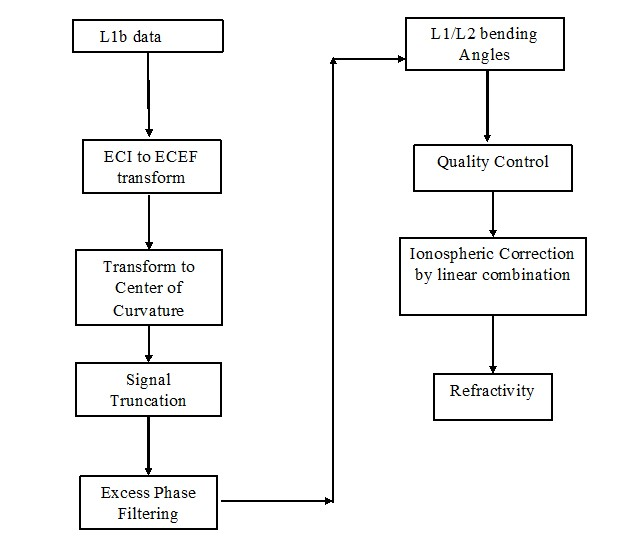 L1b data
ECI to ECEF
transform
Transform to
Center of
Curvature
Signal
Truncation
Excess Phase
Filtering
L1/L2 bending
Angles
Quality Control
Ionospheric Correction
by linear combination
Refractivity